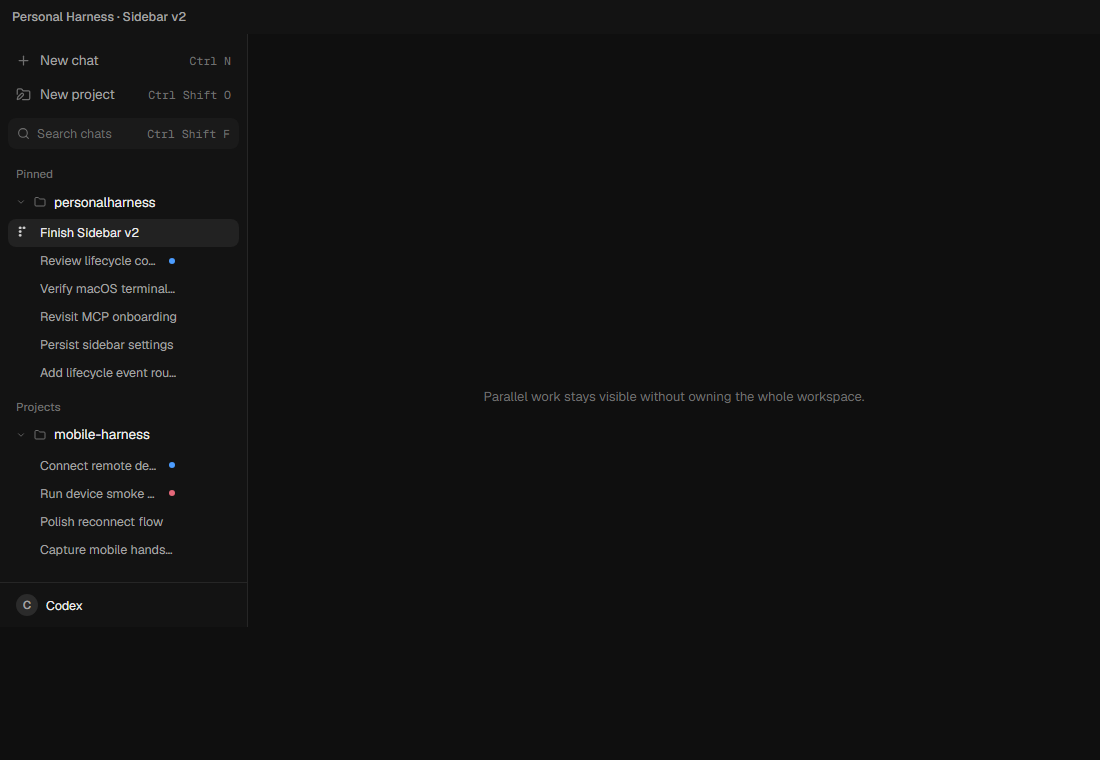 Personal Harness · Sidebar v2
New chat Ctrl N
New project Ctrl Shift O
Search chats Ctrl Shift F
Pinned
personalharness
Finish Sidebar v2
Review lifecycle co...
Verify macOS terminal...
Revisit MCP onboarding
Persist sidebar settings
Add lifecycle event rou...
Projects
mobile-harness
Connect remote de...
Run device smoke ...
Polish reconnect flow
Capture mobile hands...
C Codex
Parallel work stays visible without owning the whole workspace.